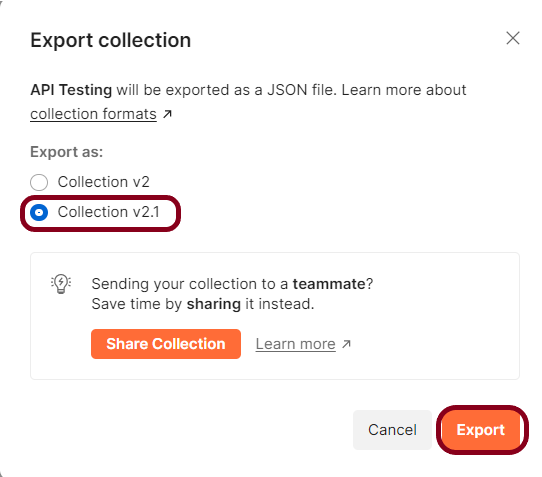 Export collection
API Testing will be exported as a JSON file. Learn more about
collection formats ↗
Export as:
Collection v2
Collection v2.1
Sending your collection to a teammate?
Save time by sharing it instead.
Share Collection Learn more ↗
Cancel Export